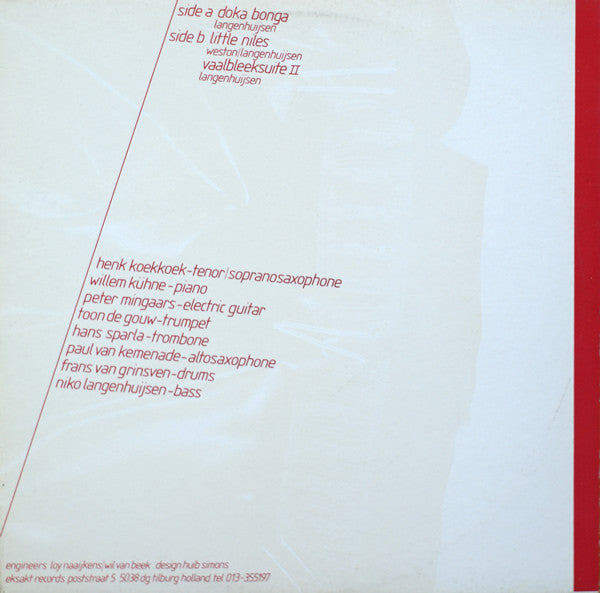 side a doka bonga
langenhuijsen
side b little niles
weston/langenhuijsen
vaalbleeksuite II
langenhuijsen
henk koekkoek-tenor/sopranosaxophone
willem kühne-piano
peter mingaars-electric guitar
toon de gouw-trumpet
hans sparla-trombone
paul van kemenade-altosaxophone
frans van grinsven-drums
niko langenhuijsen-bass
engineers loy naaijkens/wil van beek design huib simons
eksakt records poststraat 5 5038 dg tilburg holland tel 013-355197